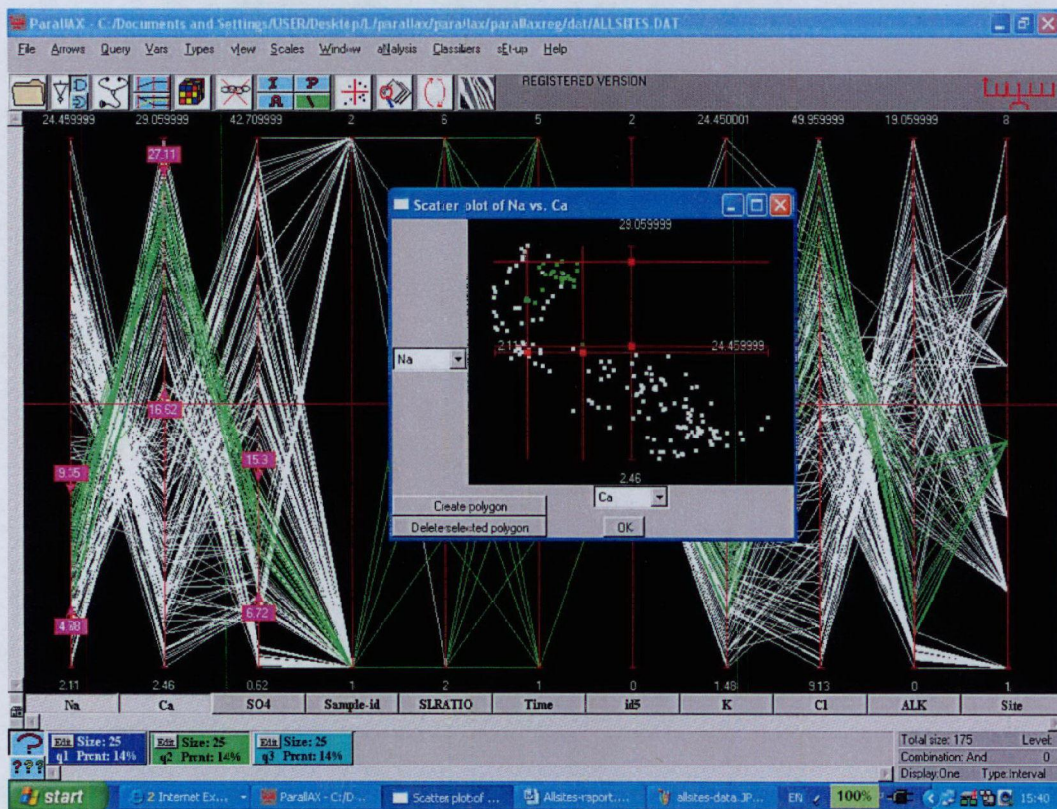 ParallAX - C:/Documents and Settings/USER/Desktop/L/parallax/parallax/parallaxreg/dat/ALLSITES.DAT
File Arrows Query Vars Types vIew Scales Window aNalysis Classifiers sEt-up Help
I P
A \
REGISTERED VERSION
24.459999 29.059999 42.709999 2 6 5 2 24.450001 49.959999 19.059999 8
27.11
Scatter plot of Na vs. Ca
29.059999
2.11 24.459999
Na
16.62
9.05
15.3
2.46
Ca
Create polygon
Delete selected polygon
OK
6.72
4.98
2.11 2.46 0.62 1 2 1 0 1.48 9.13 0 1
Na Ca SO4 Sample-id SLRATIO Time id5 K Cl ALK Site
? Edit Size: 25 Edit Size: 25 Edit Size: 25
??? q1 Prcnt: 14% q2 Prcnt: 14% q3 Prcnt: 14%
Total size: 175 Level:
Combination: And 0
Display:One Type:Interval
start 2 Internet Ex... ParallAX - C:/D... Scatter plot of ... Allsites-raport.... allsites-data.JP... EN 100% 15:40